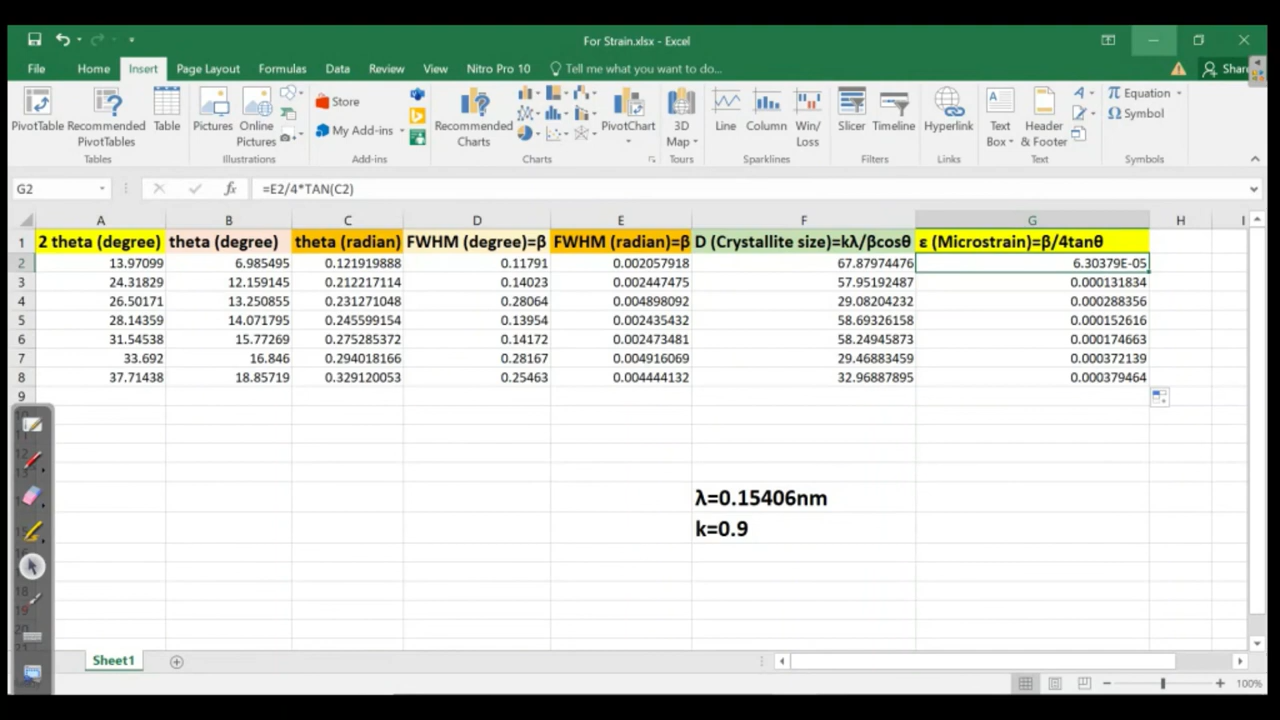 For Strain.xlsx - Excel
File Home Insert Page Layout Formulas Data Review View Nitro Pro 10 Tell me what you want to do... Shar
PivotTable Recommended PivotTables Table Pictures Online Pictures Store My Add-ins Recommended Charts PivotChart 3D Map Line Column Win/ Loss Slicer Timeline Hyperlink Text Box Header & Footer Equation Symbol
Tables Illustrations Add-ins Charts Tours Sparklines Filters Links Text Symbols
G2 fx =E2/4*TAN(C2)
A B C D E F G H I
1 2 theta (degree) theta (degree) theta (radian) FWHM (degree)=β FWHM (radian)=β D (Crystallite size)=kλ/βcosθ ε (Microstrain)=β/4tanθ
2 13.97099 6.985495 0.121919888 0.11791 0.002057918 67.87974476 6.30379E-05
3 24.31829 12.159145 0.212217114 0.14023 0.002447475 57.95192487 0.000131834
4 26.50171 13.250855 0.231271048 0.28064 0.004898092 29.08204232 0.000288356
5 28.14359 14.071795 0.245599154 0.13954 0.002435432 58.69326158 0.000152616
6 31.54538 15.77269 0.275285372 0.14172 0.002473481 58.24945873 0.000174663
7 33.692 16.846 0.294018166 0.28167 0.004916069 29.46883459 0.000372139
8 37.71438 18.85719 0.329120053 0.25463 0.004444132 32.96887895 0.000379464
9
λ=0.15406nm
k=0.9
18
19
Sheet1
100%